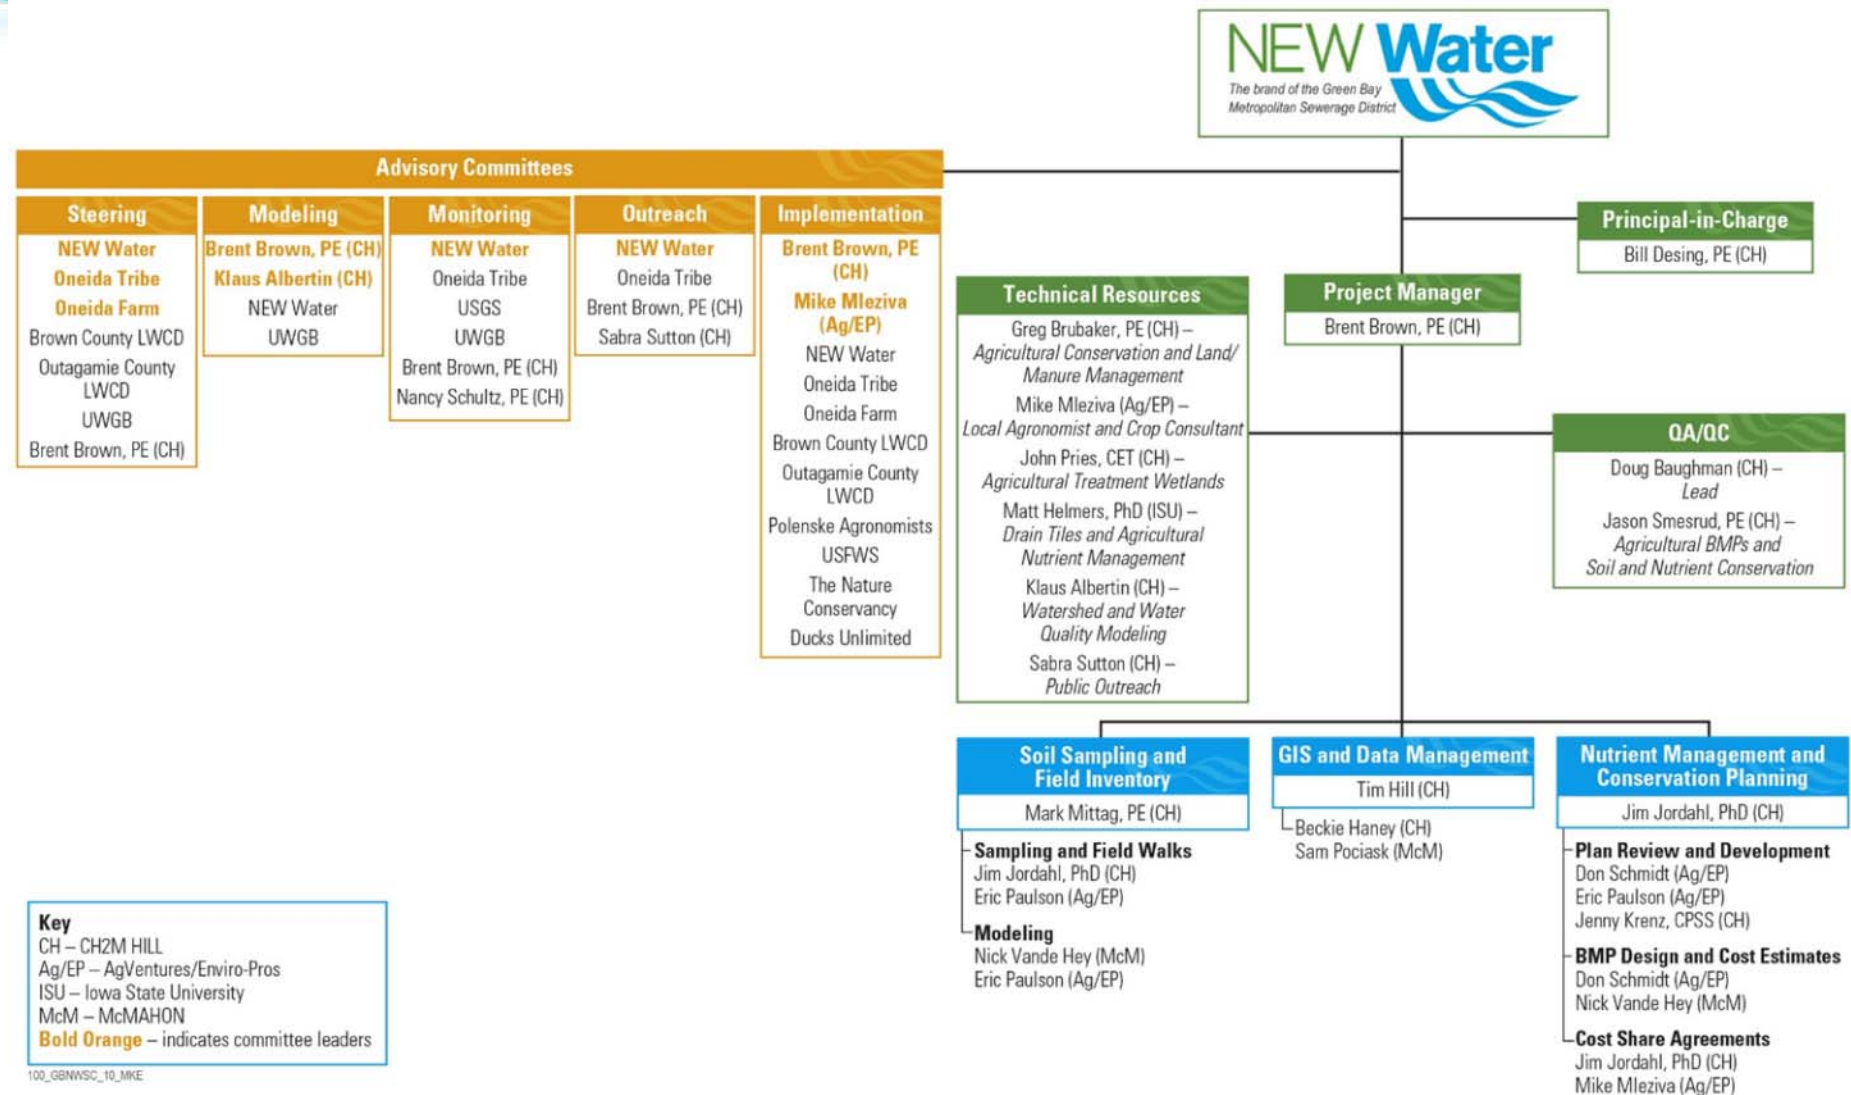 NEW Water
The brand of the Green Bay
Metropolitan Sewerage District
Advisory Committees
Steering
NEW Water
Oneida Tribe
Oneida Farm
Brown County LWCD
Outagamie County
LWCD
UWGB
Brent Brown, PE (CH)
Modeling
Brent Brown, PE (CH)
Klaus Albertin (CH)
NEW Water
UWGB
Monitoring
NEW Water
Oneida Tribe
USGS
UWGB
Brent Brown, PE (CH)
Nancy Schultz, PE (CH)
Outreach
NEW Water
Oneida Tribe
Brent Brown, PE (CH)
Sabra Sutton (CH)
Implementation
Brent Brown, PE
(CH)
Mike Mleziva
(Ag/EP)
NEW Water
Oneida Tribe
Oneida Farm
Brown County LWCD
Outagamie County
LWCD
Polenske Agronomists
USFWS
The Nature
Conservancy
Ducks Unlimited
Principal-in-Charge
Bill Desing, PE (CH)
Project Manager
Brent Brown, PE (CH)
Technical Resources
Greg Brubaker, PE (CH) –
Agricultural Conservation and Land/
Manure Management
Mike Mleziva (Ag/EP) –
Local Agronomist and Crop Consultant
John Pries, CET (CH) –
Agricultural Treatment Wetlands
Matt Helmers, PhD (ISU) –
Drain Tiles and Agricultural
Nutrient Management
Klaus Albertin (CH) –
Watershed and Water
Quality Modeling
Sabra Sutton (CH) –
Public Outreach
QA/QC
Doug Baughman (CH) –
Lead
Jason Smesrud, PE (CH) –
Agricultural BMPs and
Soil and Nutrient Conservation
Soil Sampling and
Field Inventory
Mark Mittag, PE (CH)
Sampling and Field Walks
Jim Jordahl, PhD (CH)
Eric Paulson (Ag/EP)
Modeling
Nick Vande Hey (McM)
Eric Paulson (Ag/EP)
GIS and Data Management
Tim Hill (CH)
Beckie Haney (CH)
Sam Pociask (McM)
Nutrient Management and
Conservation Planning
Jim Jordahl, PhD (CH)
Plan Review and Development
Don Schmidt (Ag/EP)
Eric Paulson (Ag/EP)
Jenny Krenz, CPSS (CH)
BMP Design and Cost Estimates
Don Schmidt (Ag/EP)
Nick Vande Hey (McM)
Cost Share Agreements
Jim Jordahl, PhD (CH)
Mike Mleziva (Ag/EP)
Key
CH – CH2M HILL
Ag/EP – AgVentures/Enviro-Pros
ISU – Iowa State University
McM – McMAHON
Bold Orange – indicates committee leaders
100_GBNWSC_10_MKE